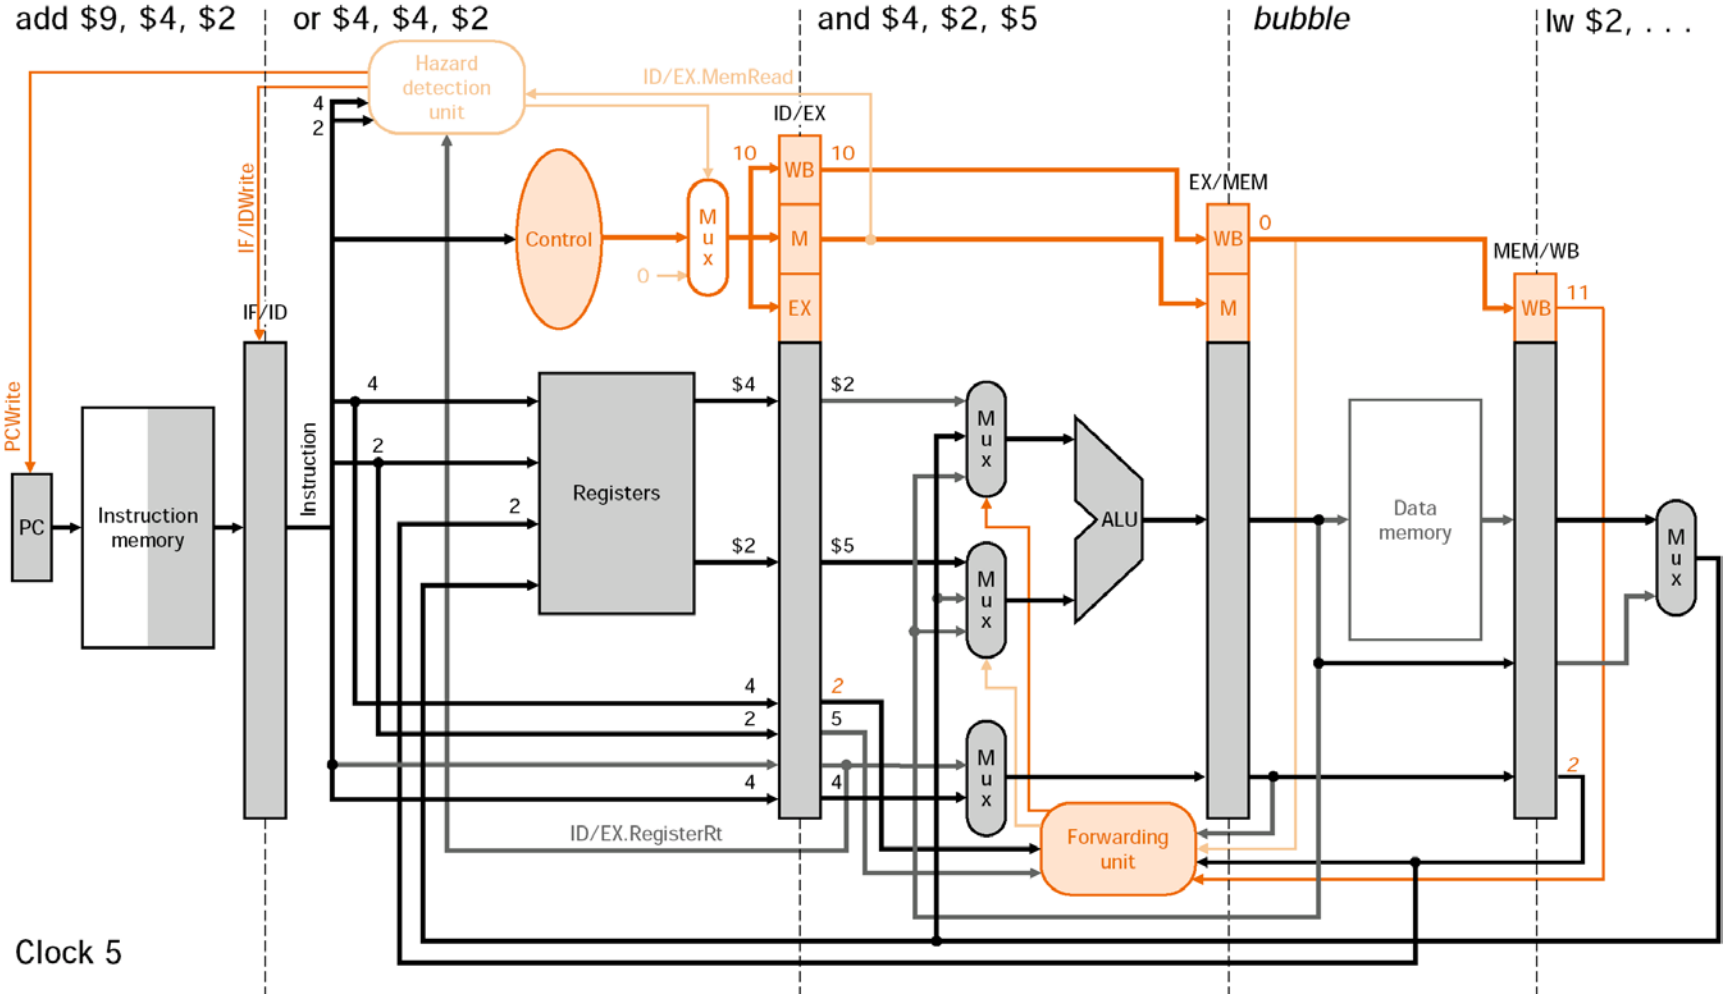 add $9, $4, $2
or $4, $4, $2
and $4, $2, $5
bubble
lw $2, . . .
Hazard
detection
unit
ID/EX.MemRead
4
2
ID/EX
10
WB
10
IF/IDWrite
Control
M
u
x
0
M
EX
EX/MEM
WB
0
M
MEM/WB
WB
11
IF/ID
PCWrite
PC
Instruction
memory
Instruction
4
2
2
Registers
$4
$2
$2
$5
M
u
x
M
u
x
ALU
Data
memory
M
u
x
4
2
2
5
4
4
M
u
x
2
ID/EX.RegisterRt
Forwarding
unit
Clock 5